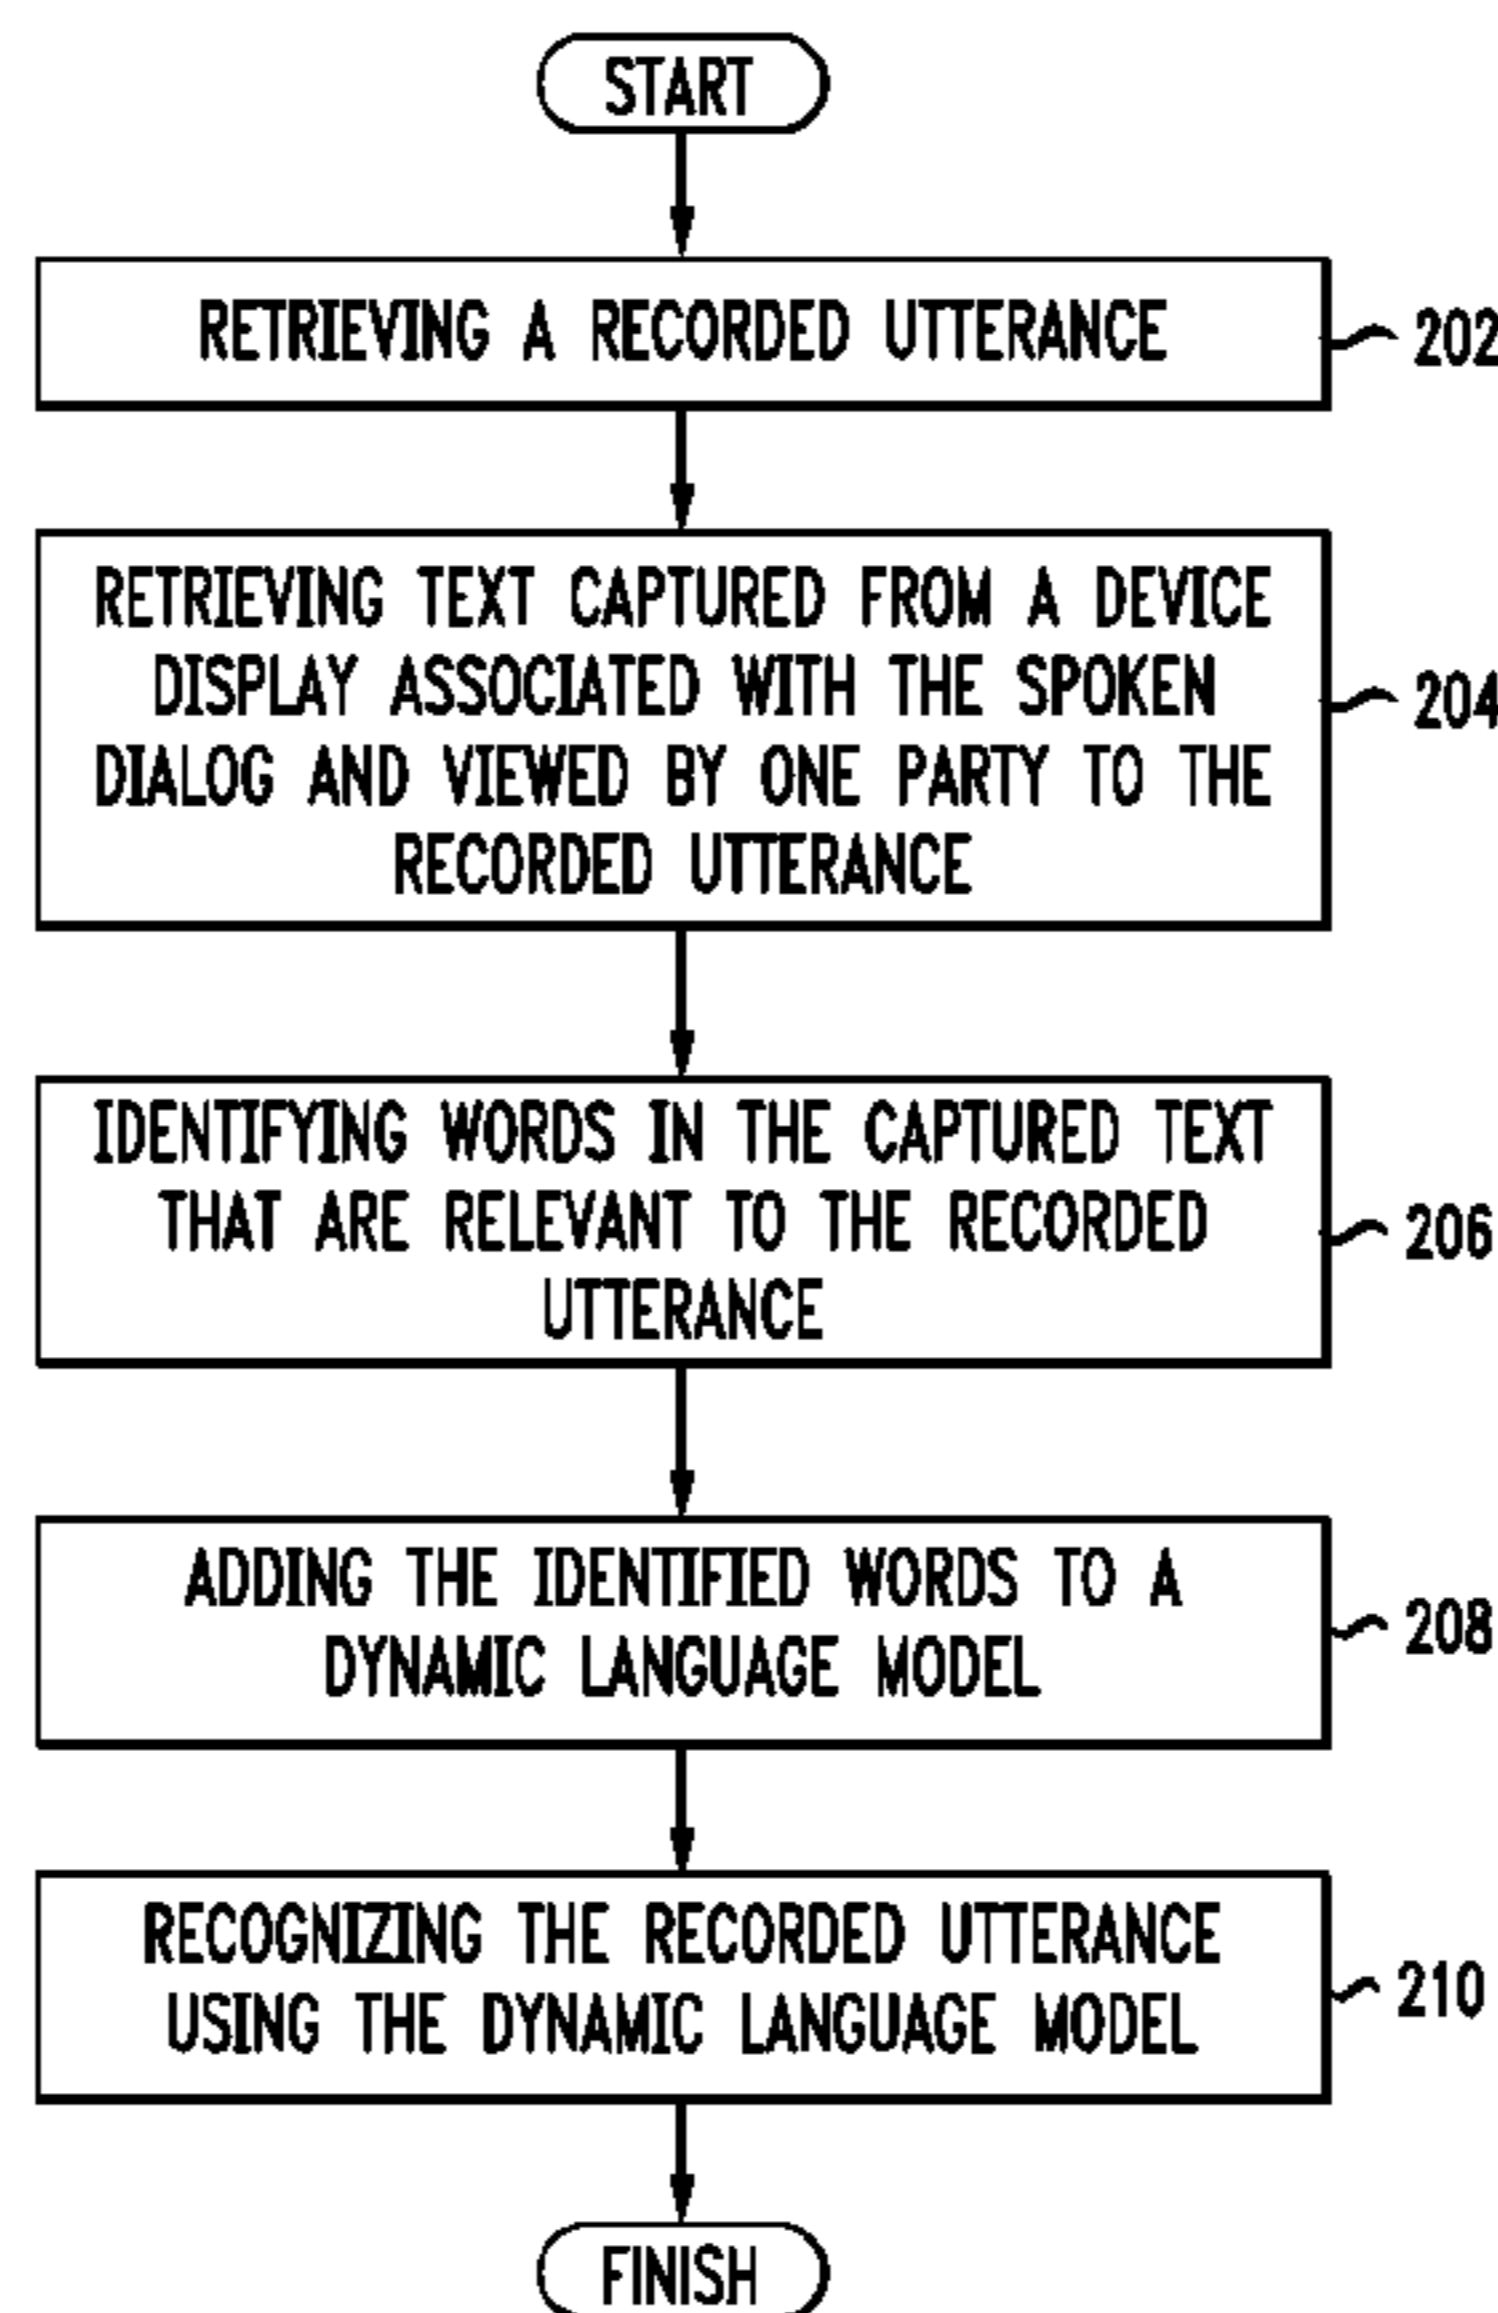 START
RETRIEVING A RECORDED UTTERANCE
202
RETRIEVING TEXT CAPTURED FROM A DEVICE
DISPLAY ASSOCIATED WITH THE SPOKEN
DIALOG AND VIEWED BY ONE PARTY TO THE
RECORDED UTTERANCE
204
IDENTIFYING WORDS IN THE CAPTURED TEXT
THAT ARE RELEVANT TO THE RECORDED
UTTERANCE
206
ADDING THE IDENTIFIED WORDS TO A
DYNAMIC LANGUAGE MODEL
208
RECOGNIZING THE RECORDED UTTERANCE
USING THE DYNAMIC LANGUAGE MODEL
210
FINISH